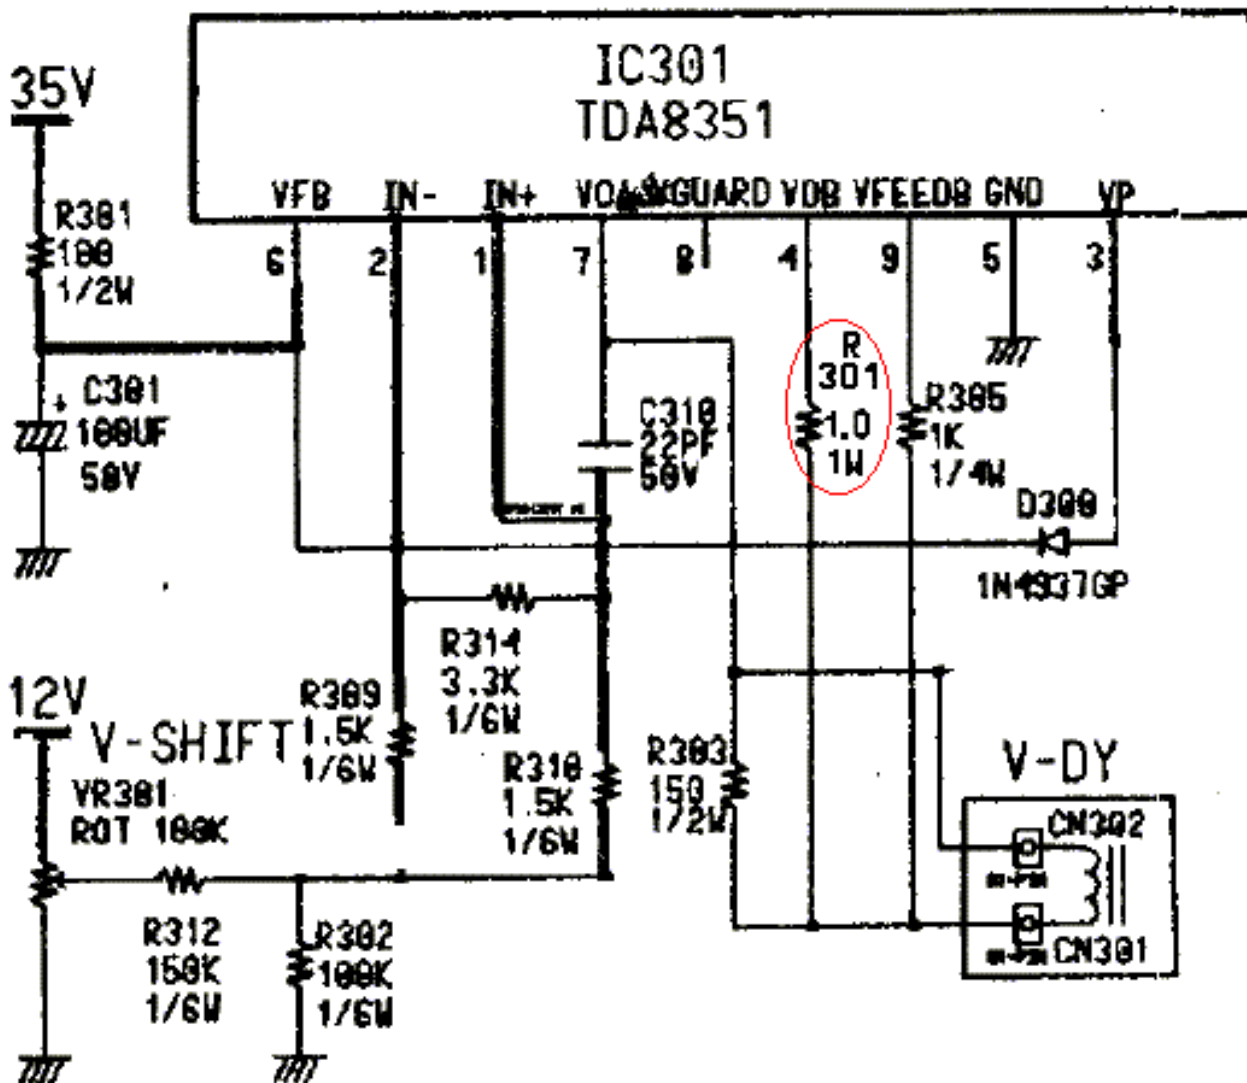 IC301
TDA8351
35V
VFB
IN-
IN+
GUARD
VDB
VFEEDB
GND
VP
6
2
1
7
8
4
9
5
3
R381
100
1/2W
R
301
1.0
1W
C301
100UF
50V
C310
22PF
50V
R305
1K
1/4W
D300
1N4937GP
12V
V-SHIFT
R309
1.5K
1/6W
R314
3.3K
1/6W
VR301
ROT 100K
R310
1.5K
1/6W
R303
150
1/2W
V-DY
CN302
CN301
R312
150K
1/6W
R302
100K
1/6W